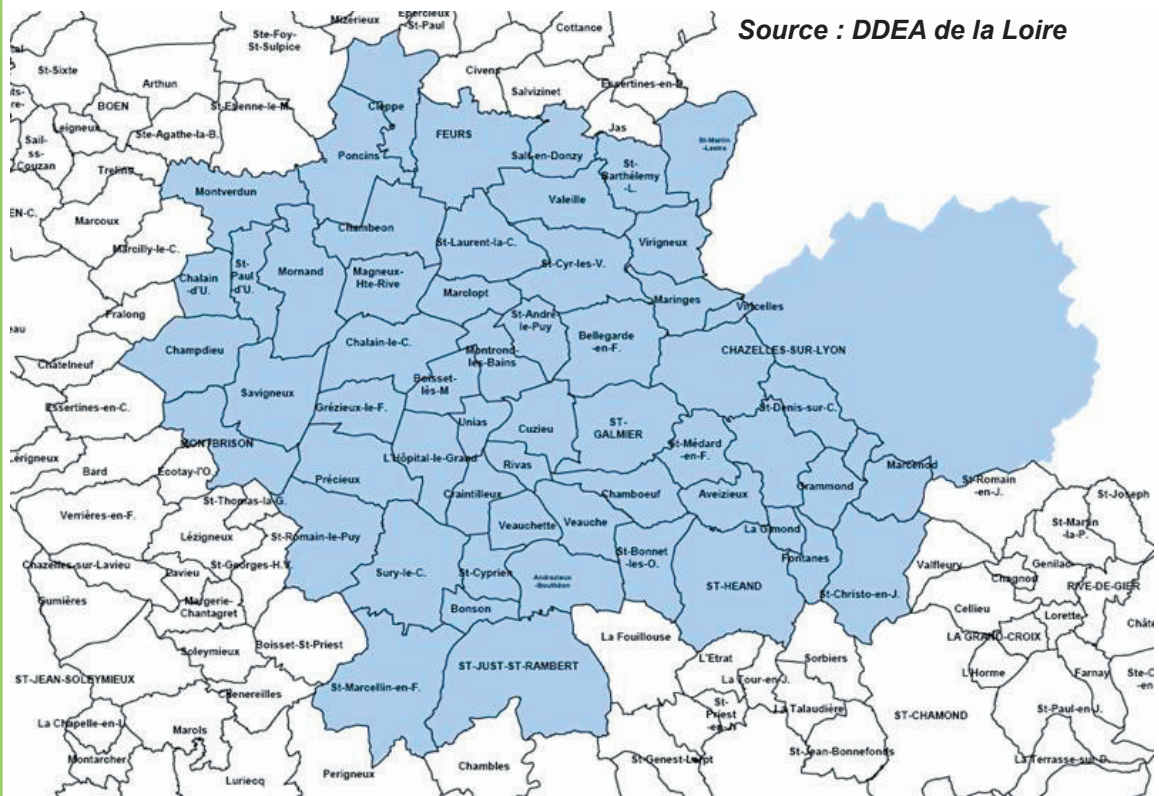 Source : DDEA de la Loire
Mizérieux
Epercieux
-St-Paul
Cottance
Ste-Foy-
St-Sulpice
St-Sixte
Arthun
Civens
Salvizinet
Essertines-en-D.
BOEN
St-Etienne-le-M.
Cleppe
FEURS
Jas
St-Martin
-Lestra
Leigneux
Ste-Agathe-la-B.
Sail-
ss-
Couzan
Trelins
Poncins
Salt-en-Donzy
St-
Barthélemy
-L.
Montverdun
Valeille
EN-C.
Marcoux
Chambeon
Marcilly-le-C.
St-Laurent-la-C.
Virigneux
St-Cyr-les-V.
Chalain
-d'U.
St-
Paul
d'U.
Mornand
Magneux-
Hte-Rive
Marclopt
Maringes
Viricelles
Pralong
St-André
le-Puy
Bellegarde
-en-F.
Champdieu
Chalain-le-C.
Montrond
-les-Bains
CHAZELLES-SUR-LYON
Châtelneuf
Boisset
-lès-M
Savigneux
Essertines-en-C.
Grézieux-le-F.
St-Denis-sur-C.
Unias
Cuzieu
ST-
GALMIER
MONTBRISON
St-Médard
-en-F.
Lérigneux
Bard
Ecotay-l'O.
L'Hôpital-le-Grand
Rivas
Marcenod
Précieux
Grammond
St-Romain
-en-J.
St-Thomas-la-G.
Craintilleux
Chamboeuf
Aveizieux
St-Joseph
Verrières-en-F.
Veauchette
Veauche
St-Martin
-la-P.
Lézigneux
St-Romain-le-Puy
La Gimond
St-Bonnet
-les-O.
Fontanes
Chazelles-sur-Lavieu
Pavieu
St-Georges-H.V.
Sury-le-C.
St-Cyprien
Andrezieux
-Bouthéon
ST-HEAND
Valfleury
Genilac
Chagnon
RIVE-DE-GIER
Gumières
Margerie-
Chantagret
Bonson
St-Christo-en-J.
Cellieu
Lorette
Boisset-St-Priest
La Fouillouse
LA GRAND-CROIX
Soleymieux
ST-JUST-ST-RAMBERT
L'Etrat
Sorbiers
L'Horme
Farnay
ST-JEAN-SOLEYMIEUX
St-Marcellin-en-F.
La Tour-en-J.
Chenereilles
St-
Priest
-en-J.
La Talaudière
ST-CHAMOND
St-Paul-en-J.
La Chapelle-en-L.
Marols
St-Jean-Bonnefonds
Montarcher
Luriecq
Perigneux
Chambles
St-Genest-Lerpt
La Terrasse-sur-D.